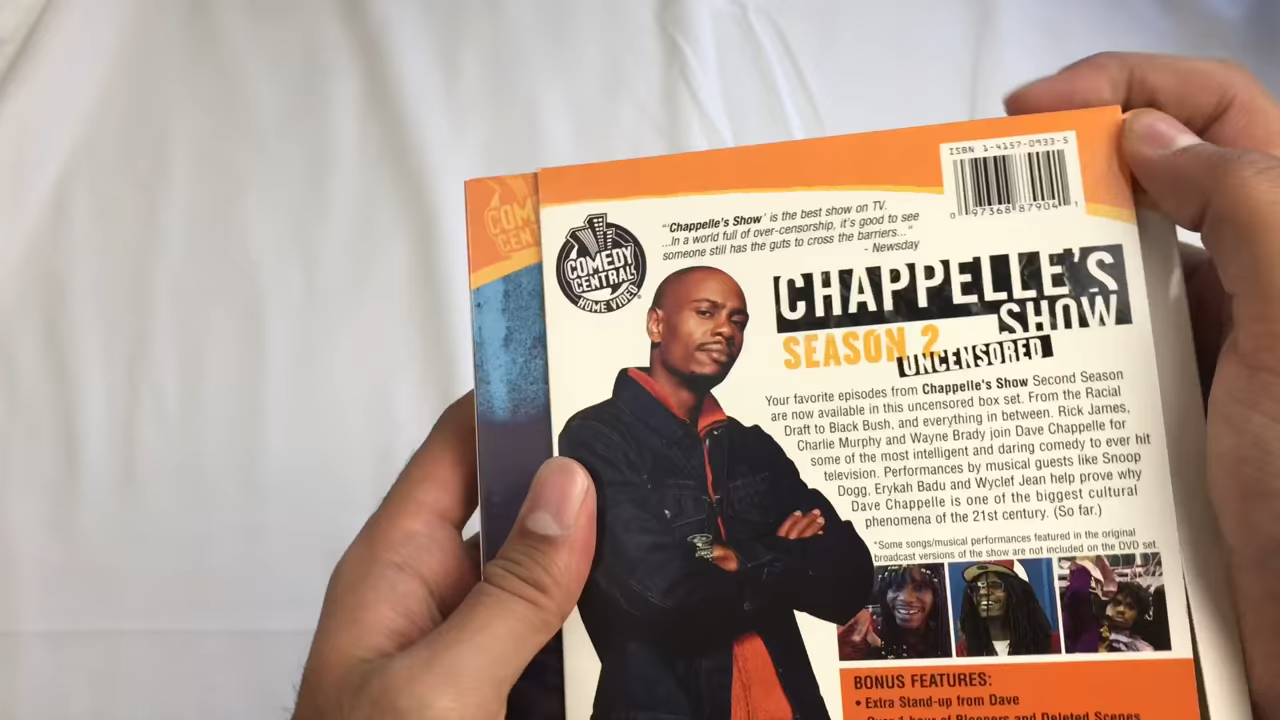 ISBN 1-4157-0933-5
0 97368 87904 1
COMEDY
CENTRAL
HOME VIDEO
COM
CEN
"'Chappelle's Show' is the best show on TV.
...In a world full of over-censorship, it's good to see
someone still has the guts to cross the barriers..."
- Newsday
CHAPPELLE'S
SHOW
SEASON 2
UNCENSORED
Your favorite episodes from Chappelle's Show Second Season
are now available in this uncensored box set. From the Racial
Draft to Black Bush, and everything in between. Rick James,
Charlie Murphy and Wayne Brady join Dave Chappelle for
some of the most intelligent and daring comedy to ever hit
television. Performances by musical guests like Snoop
Dogg, Erykah Badu and Wyclef Jean help prove why
Dave Chappelle is one of the biggest cultural
phenomena of the 21st century. (So far.)
*Some songs/musical performances featured in the original
broadcast versions of the show are not included on the DVD set.
BONUS FEATURES:
• Extra Stand-up from Dave
• Over 1 hour of Bloopers and Deleted Scenes